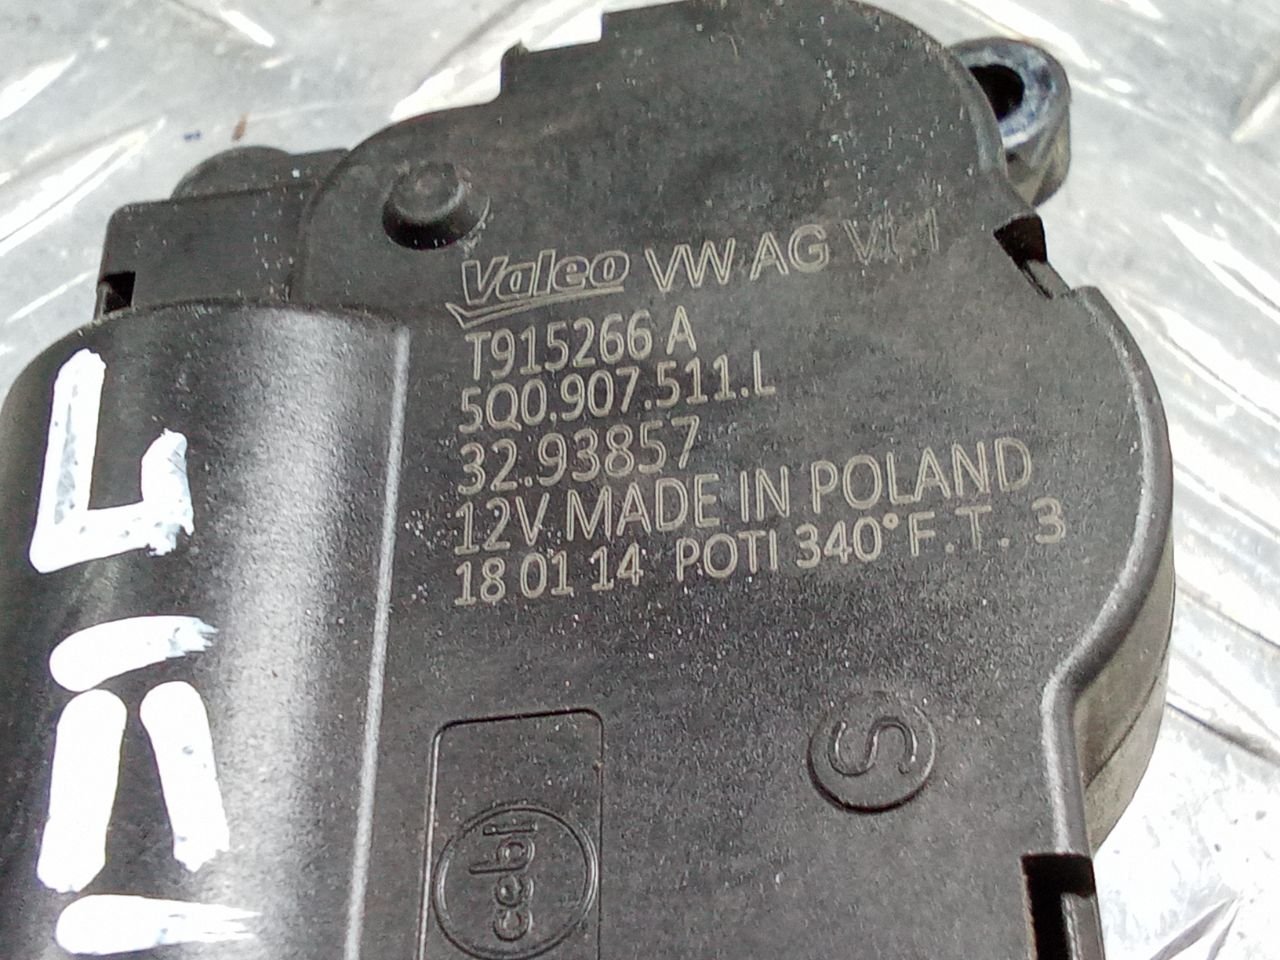 Valeo VW AG
T915266 A
5Q0.907.511.L
32.93857
12V MADE IN POLAND
18 01 14 POTI 340° F.T. 3
S
cebi